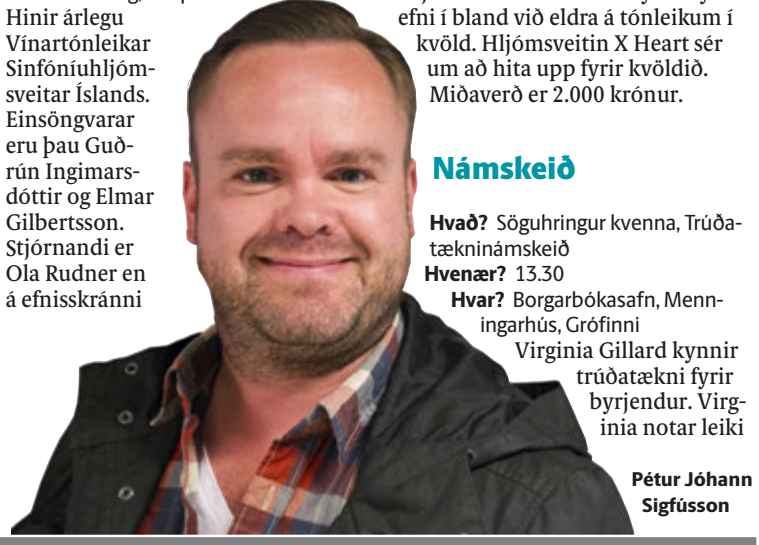 Hinir árlegu
Vínartónleikar
Sinfóníuhljóm-
sveitar Íslands.
Einsöngvarar
eru þau Guð-
rún Ingimars-
dóttir og Elmar
Gilbertsson.
Stjórnandi er
Ola Rudner en
á efnisskránni
efni í bland við eldra á tónleikum í
kvöld. Hljómsveitin X Heart sér
um að hita upp fyrir kvöldið.
Miðaverð er 2.000 krónur.
Námskeið
Hvað? Söguhringur kvenna, Trúða-
tækninámskeið
Hvenær? 13.30
Hvar? Borgarbókasafn, Menn-
ingarhús, Grófinni
Virginia Gillard kynnir
trúðatækni fyrir
byrjendur. Virg-
inia notar leiki
Pétur Jóhann
Sigfússon